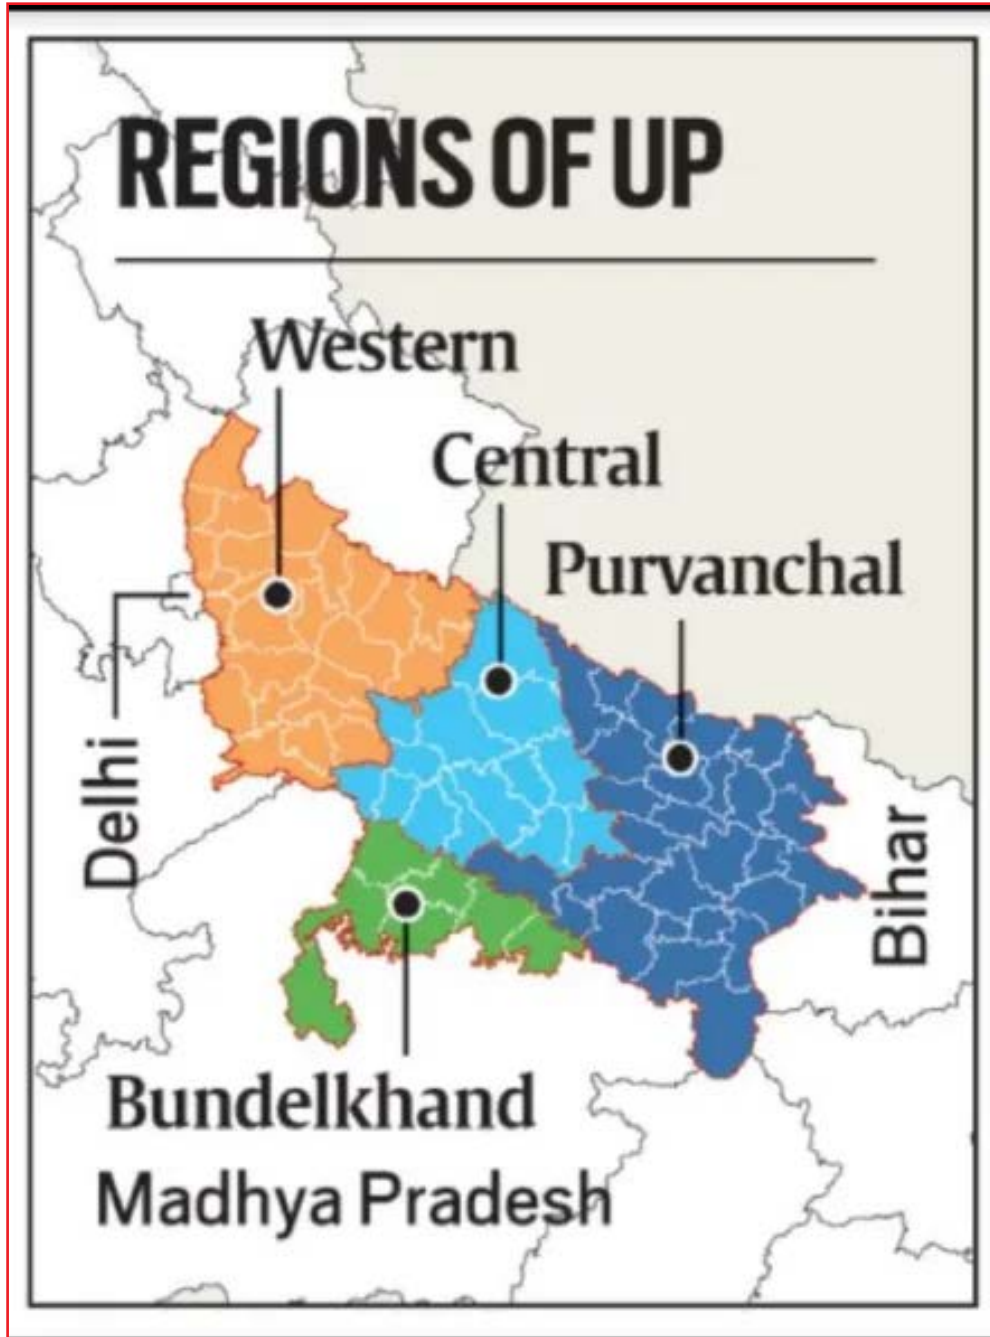 REGIONS OF UP
Western
Central
Purvanchal
Delhi
Bihar
Bundelkhand
Madhya Pradesh